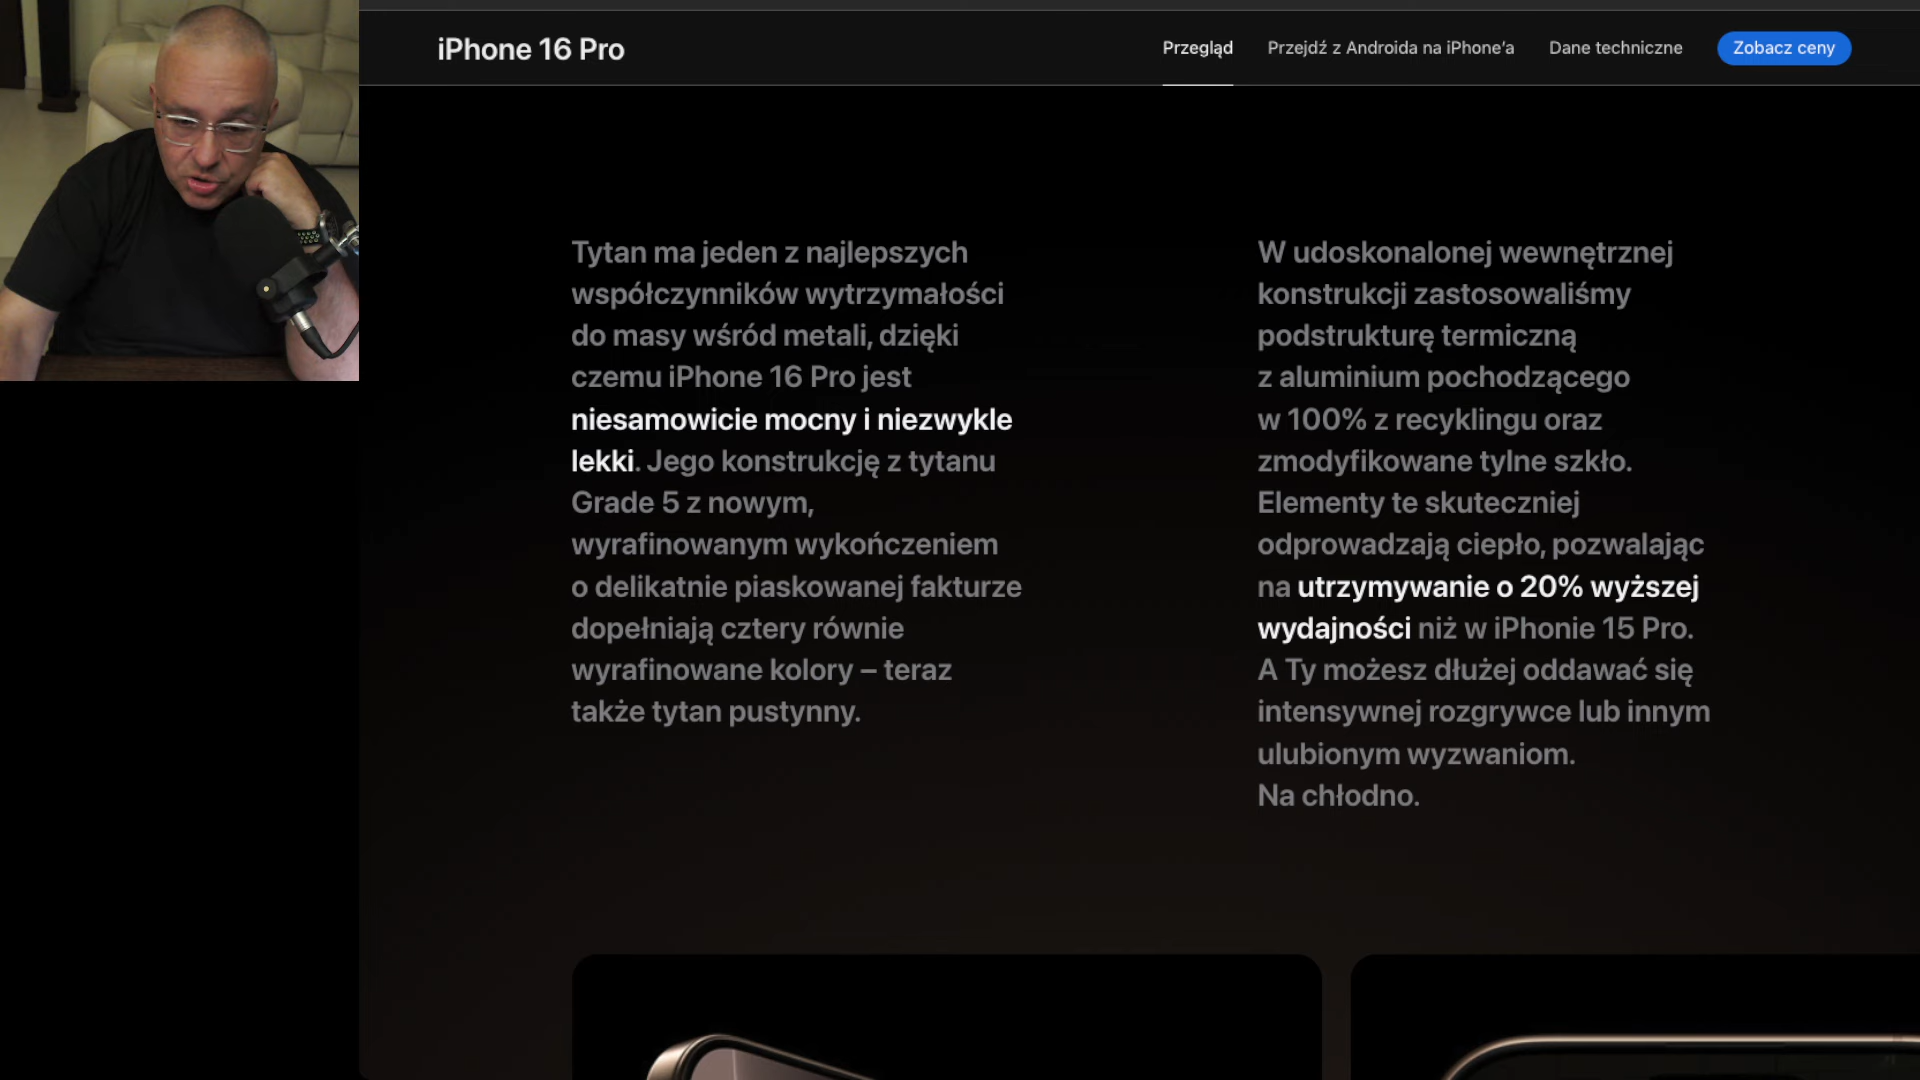 iPhone 16 Pro
Przegląd
Przejdź z Androida na iPhone'a
Dane techniczne
Zobacz ceny
Tytan ma jeden z najlepszych
współczynników wytrzymałości
do masy wśród metali, dzięki
czemu iPhone 16 Pro jest
niesamowicie mocny i niezwykle
lekki. Jego konstrukcję z tytanu
Grade 5 z nowym,
wyrafinowanym wykończeniem
o delikatnie piaskowanej fakturze
dopełniają cztery równie
wyrafinowane kolory – teraz
także tytan pustynny.
W udoskonalonej wewnętrznej
konstrukcji zastosowaliśmy
podstrukturę termiczną
z aluminium pochodzącego
w 100% z recyklingu oraz
zmodyfikowane tylne szkło.
Elementy te skuteczniej
odprowadzają ciepło, pozwalając
na utrzymywanie o 20% wyższej
wydajności niż w iPhonie 15 Pro.
A Ty możesz dłużej oddawać się
intensywnej rozgrywce lub innym
ulubionym wyzwaniom.
Na chłodno.